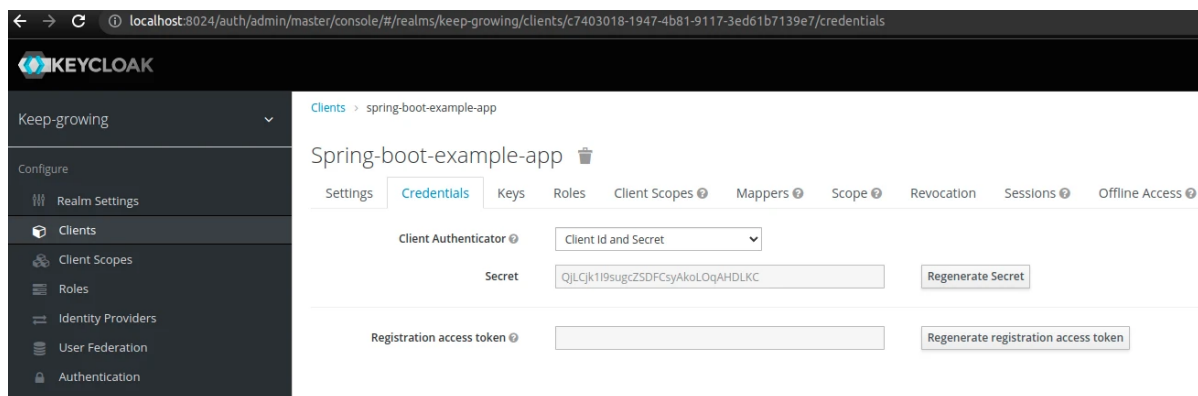 localhost:8024/auth/admin/master/console/#/realms/keep-growing/clients/c7403018-1947-4b81-9117-3ed61b7139e7/credentials
KEYCLOAK
Keep-growing
Configure
Realm Settings
Clients
Client Scopes
Roles
Identity Providers
User Federation
Authentication
Clients > spring-boot-example-app
Spring-boot-example-app
Settings Credentials Keys Roles Client Scopes Mappers Scope Revocation Sessions Offline Access
Client Authenticator Client Id and Secret
Secret QjLCjk1I9sugcZSDFCsyAkoLOqAHDLKC Regenerate Secret
Registration access token Regenerate registration access token